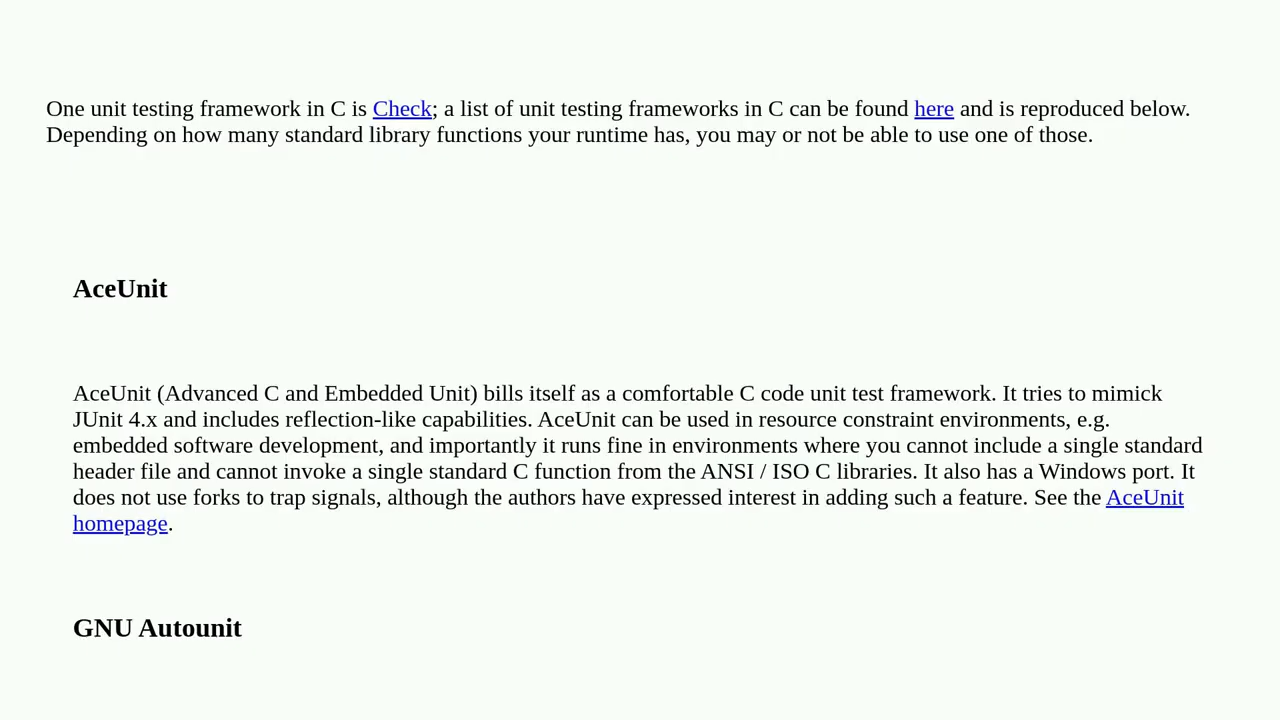 One unit testing framework in C is Check; a list of unit testing frameworks in C can be found here and is reproduced below.
Depending on how many standard library functions your runtime has, you may or not be able to use one of those.
AceUnit
AceUnit (Advanced C and Embedded Unit) bills itself as a comfortable C code unit test framework. It tries to mimick
JUnit 4.x and includes reflection-like capabilities. AceUnit can be used in resource constraint environments, e.g.
embedded software development, and importantly it runs fine in environments where you cannot include a single standard
header file and cannot invoke a single standard C function from the ANSI / ISO C libraries. It also has a Windows port. It
does not use forks to trap signals, although the authors have expressed interest in adding such a feature. See the AceUnit
homepage.
GNU Autounit